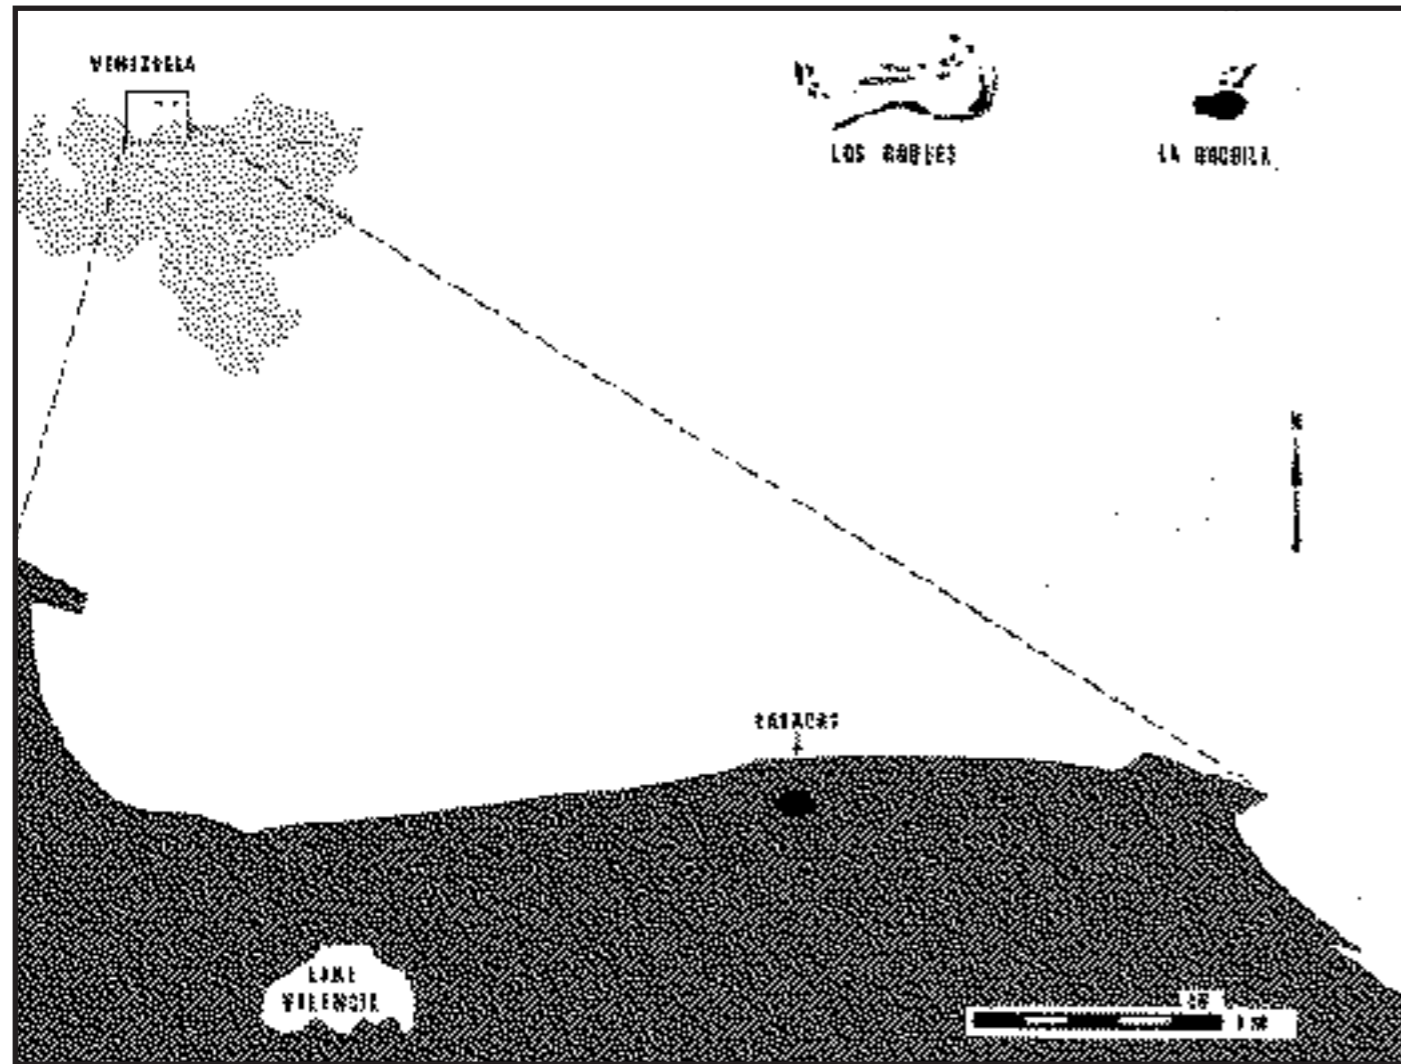 VENEZUELA
LOS ROQUES
LA ORCHILA
N
CARACAS
LAKE
VALENCIA